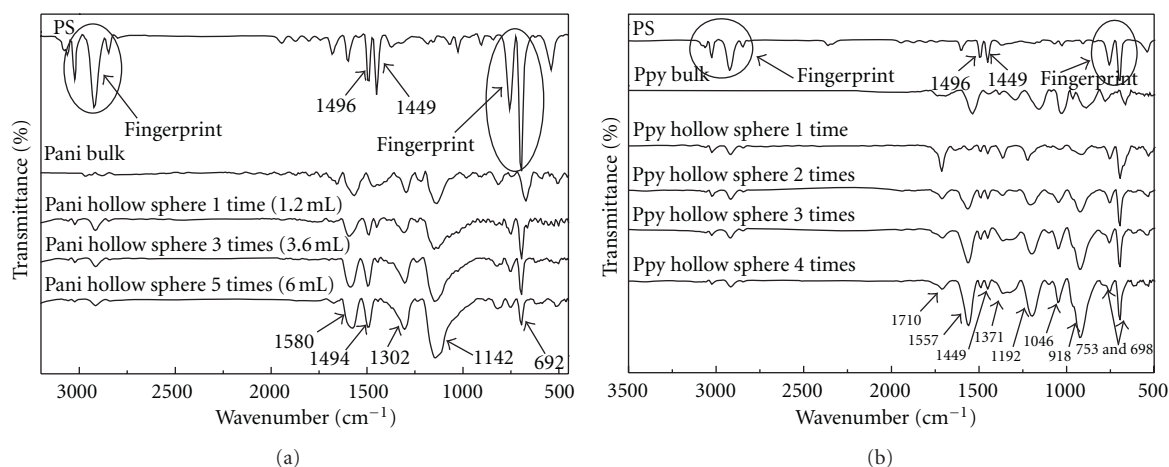 PS
1496
1449
Fingerprint
Fingerprint
Pani bulk
Pani hollow sphere 1 time (1.2 mL)
Pani hollow sphere 3 times (3.6 mL)
Pani hollow sphere 5 times (6 mL)
1580
1494
1302
1142
692
Transmittance (%)
3000 2500 2000 1500 1000 450
Wavenumber (cm⁻¹)
(a)
PS
Fingerprint
1496
1449
Fingerprint
Ppy bulk
Ppy hollow sphere 1 time
Ppy hollow sphere 2 times
Ppy hollow sphere 3 times
Ppy hollow sphere 4 times
1710
1557
1449
1371
1192
1046
918
753 and 698
Transmittance (%)
3500 3000 2500 2000 1500 1000 500
Wavenumber (cm⁻¹)
(b)